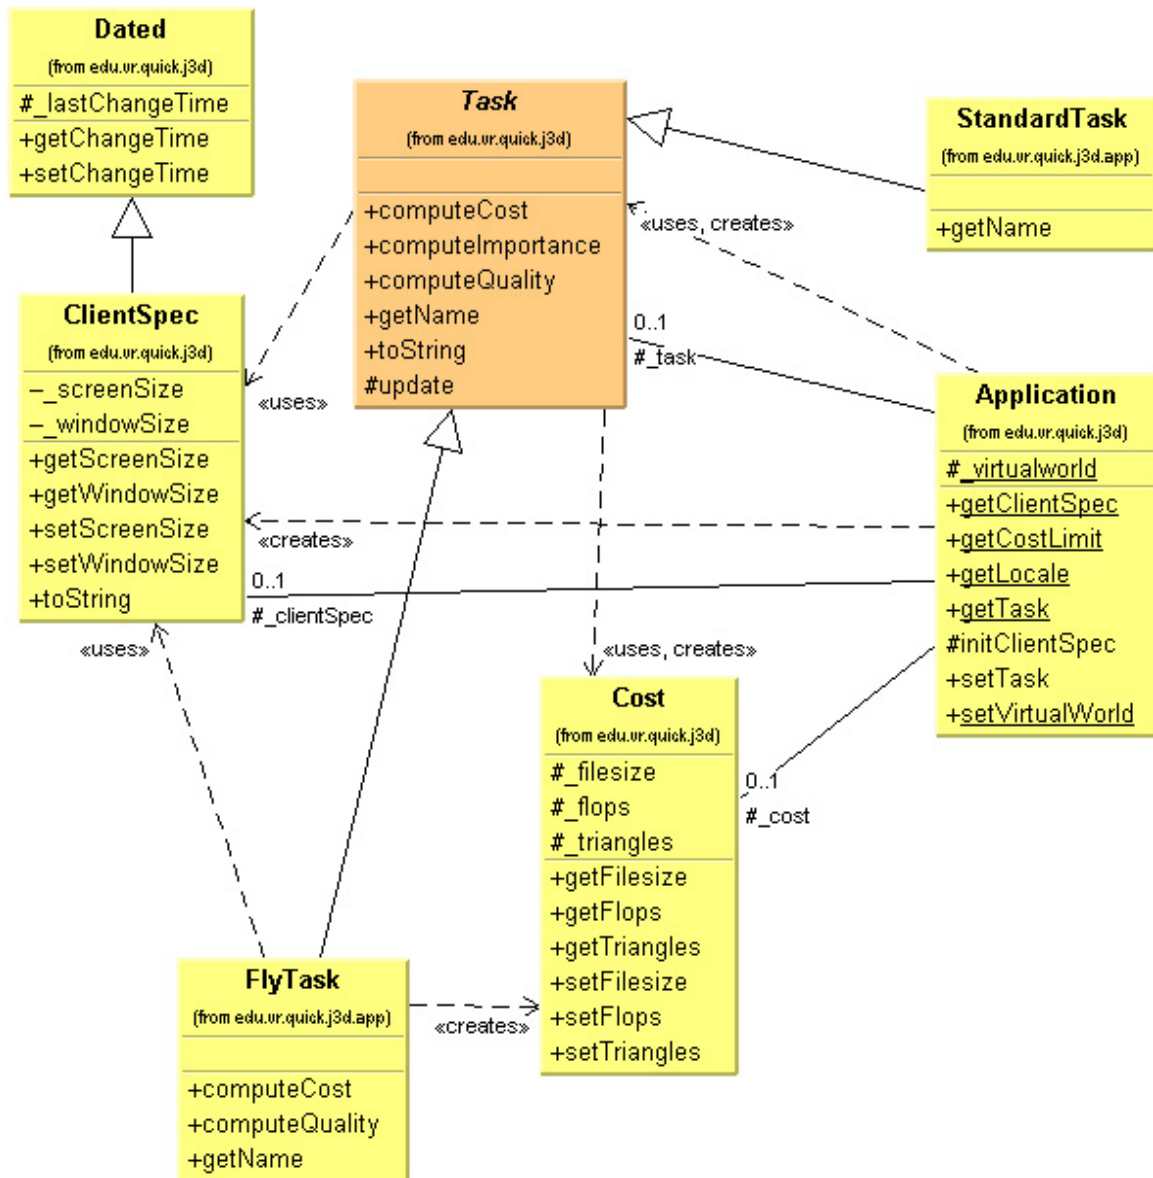 Dated
(from edu.vr.quick.j3d)
#_lastChangeTime
+getChangeTime
+setChangeTime
Task
(from edu.vr.quick.j3d)
+computeCost
+computeImportance
+computeQuality
+getName
+toString
#update
StandardTask
(from edu.vr.quick.j3d.app)
+getName
«uses, creates»
0..1
#_task
ClientSpec
(from edu.vr.quick.j3d)
–_screenSize
–_windowSize
+getScreenSize
+getWindowSize
+setScreenSize
+setWindowSize
+toString
«uses»
«creates»
0..1
#_clientSpec
Application
(from edu.vr.quick.j3d)
#_virtualworld
+getClientSpec
+getCostLimit
+getLocale
+getTask
#initClientSpec
+setTask
+setVirtualWorld
«uses»
«uses, creates»
Cost
(from edu.vr.quick.j3d)
#_filesize
#_flops
#_triangles
+getFilesize
+getFlops
+getTriangles
+setFilesize
+setFlops
+setTriangles
0..1
#_cost
FlyTask
(from edu.vr.quick.j3d.app)
+computeCost
+computeQuality
+getName
«creates»